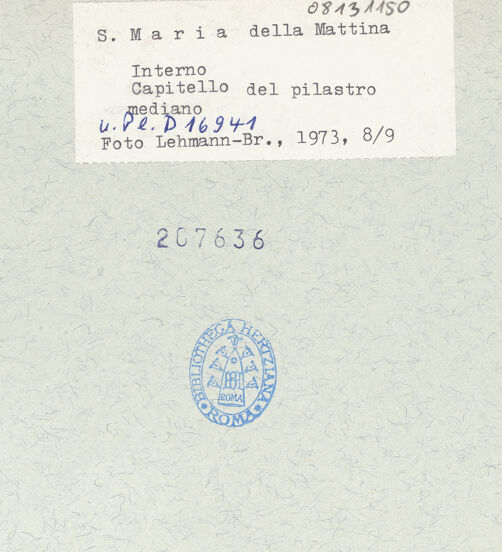 08131150
S. M a r i a della Mattina
Interno
Capitello del pilastro
mediano
u. Pl. D 16941
Foto Lehmann-Br., 1973, 8/9
207636
BIBLIOTHECA HERTZIANA
ROMA
* ROMA *